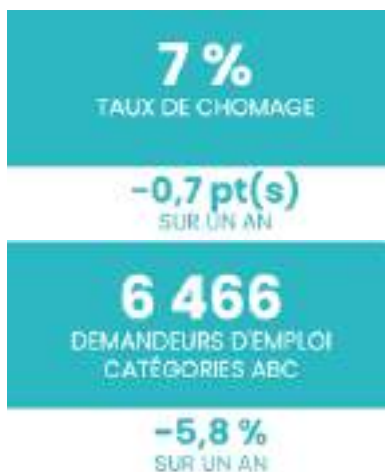 7 %
TAUX DE CHOMAGE
-0,7 pt(s)
SUR UN AN
6 466
DEMANDEURS D'EMPLOI
CATÉGORIES ABC
-5,8 %
SUR UN AN